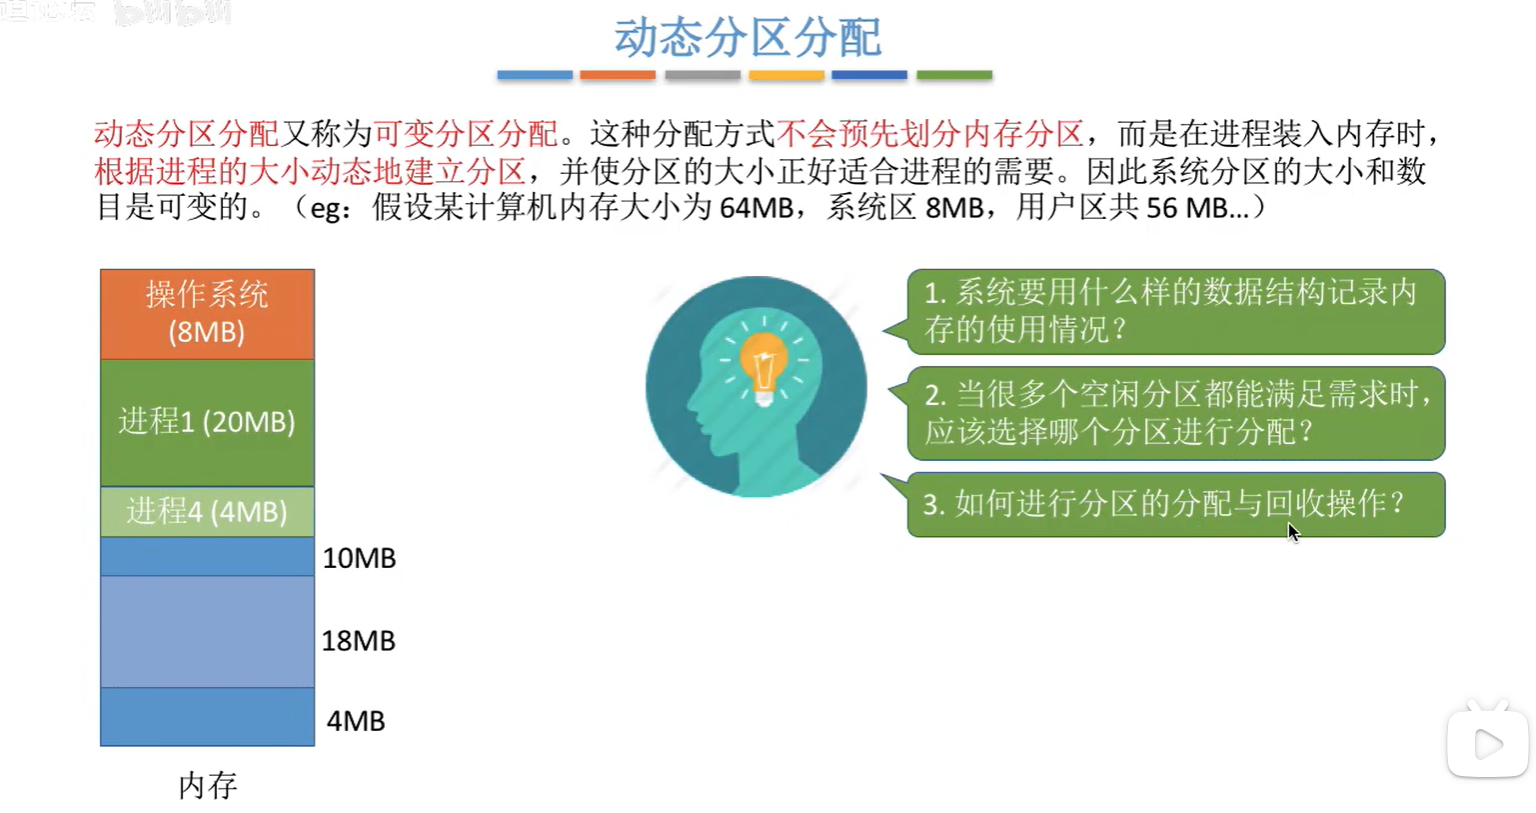 动态分区分配
动态分区分配又称为可变分区分配。这种分配方式不会预先划分内存分区，而是在进程装入内存时，
根据进程的大小动态地建立分区，并使分区的大小正好适合进程的需要。因此系统分区的大小和数
目是可变的。（eg：假设某计算机内存大小为 64MB，系统区 8MB，用户区共 56 MB…）
操作系统
(8MB)
进程1 (20MB)
进程4 (4MB)
10MB
18MB
4MB
内存
1. 系统要用什么样的数据结构记录内
存的使用情况？
2. 当很多个空闲分区都能满足需求时，
应该选择哪个分区进行分配？
3. 如何进行分区的分配与回收操作？